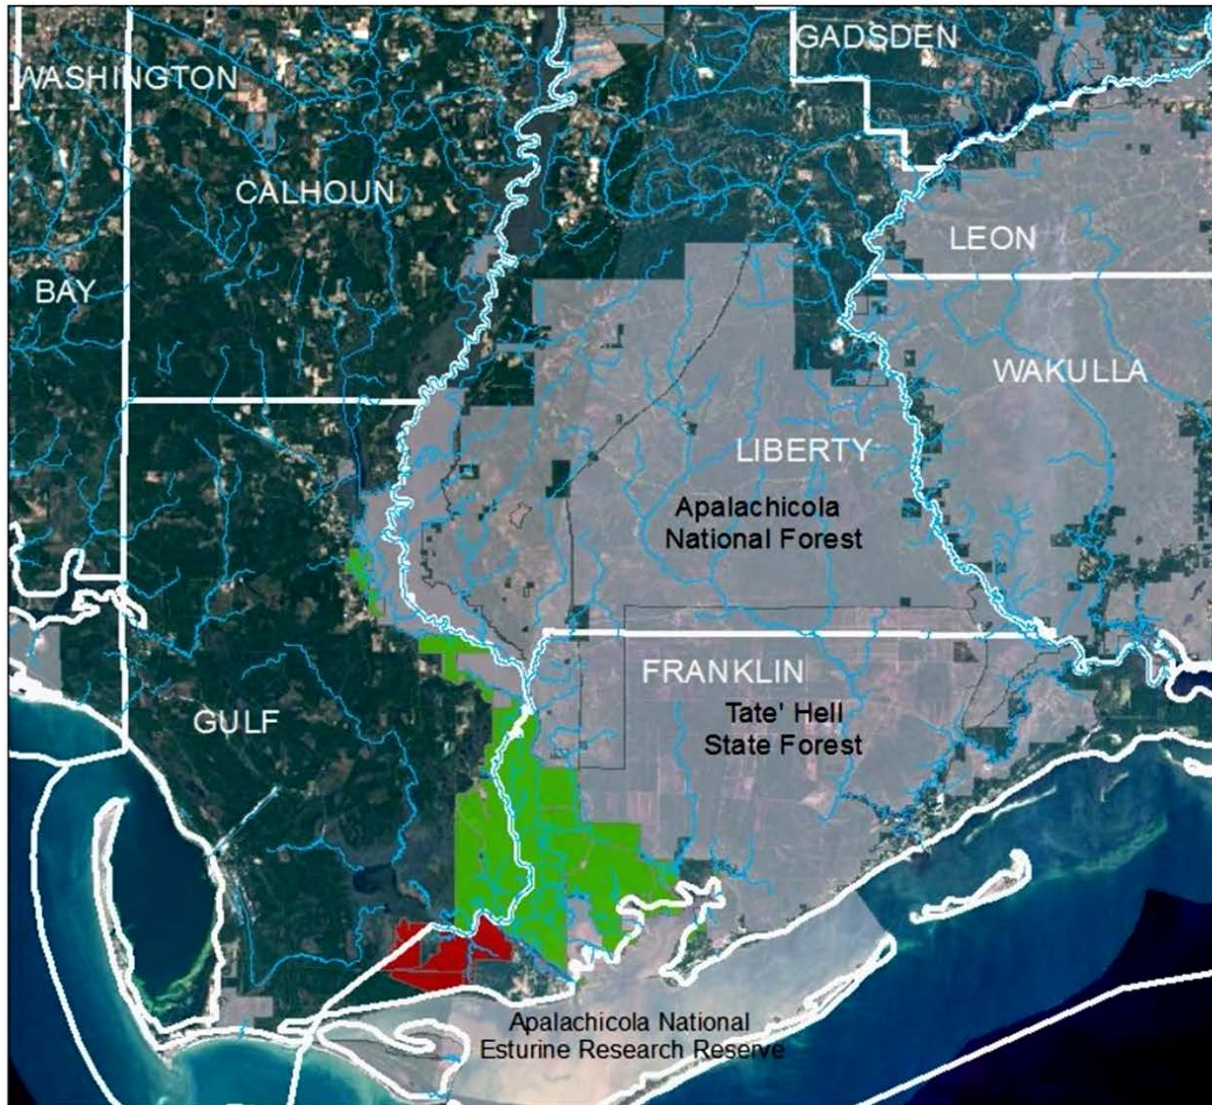 GADSDEN
WASHINGTON
CALHOUN
LEON
BAY
WAKULLA
LIBERTY
Apalachicola
National Forest
FRANKLIN
GULF
Tate' Hell
State Forest
Apalachicola National
Esturine Research Reserve